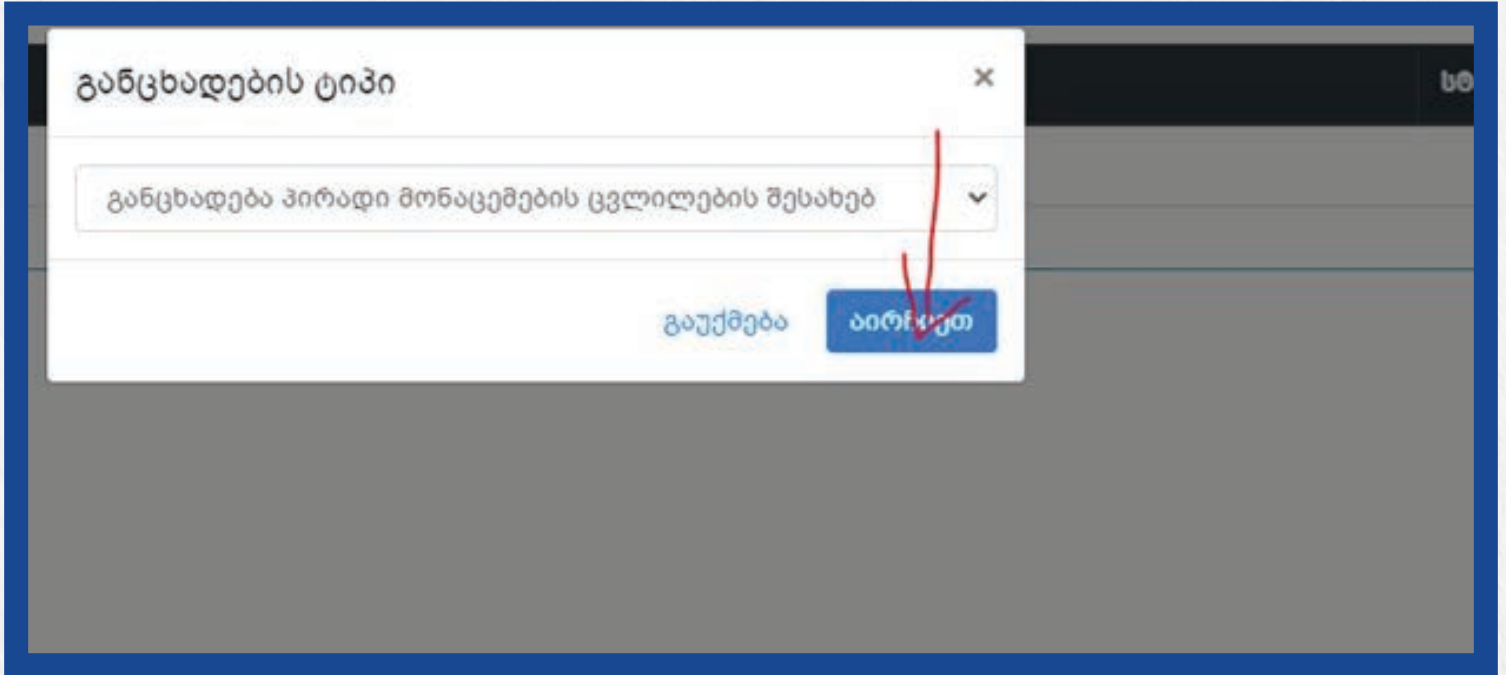 განცხადების ტიპი
×
განცხადება პირადი მონაცემების ცვლილების შესახებ
გაუქმება
აირჩიეთ